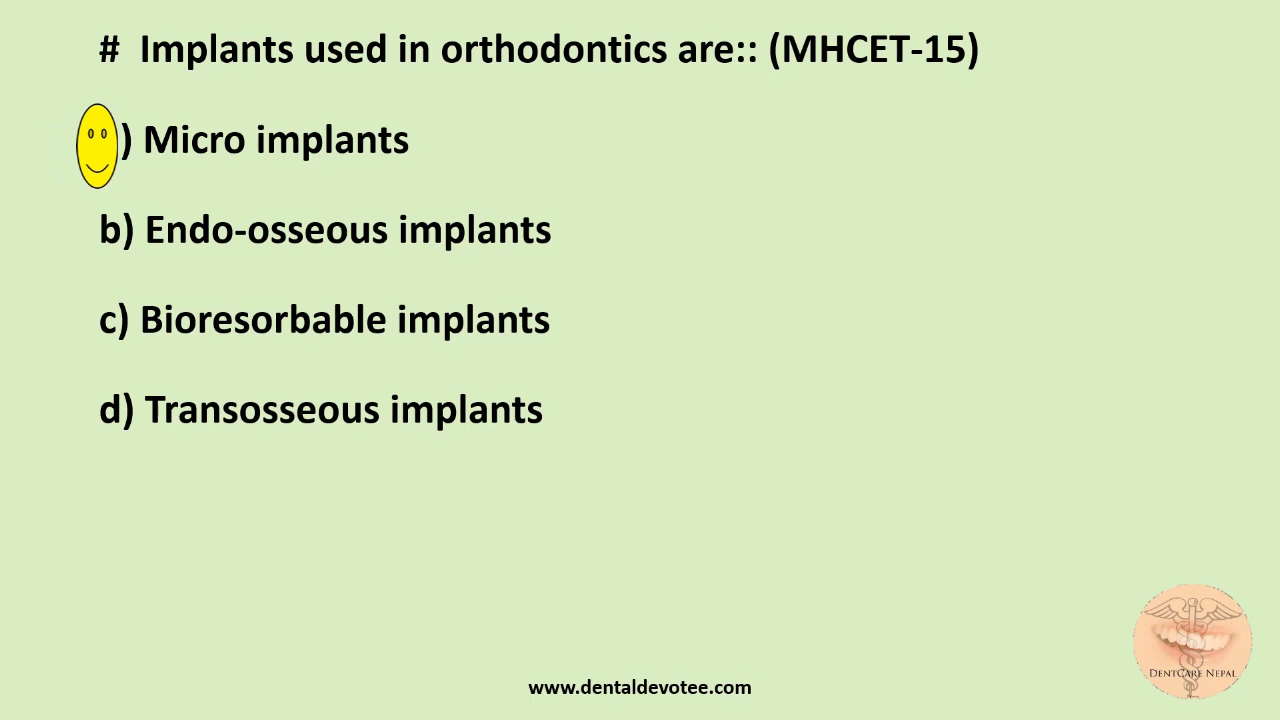 # Implants used in orthodontics are:: (MHCET-15)
) Micro implants
b) Endo-osseous implants
c) Bioresorbable implants
d) Transosseous implants
DentCare Nepal
www.dentaldevotee.com